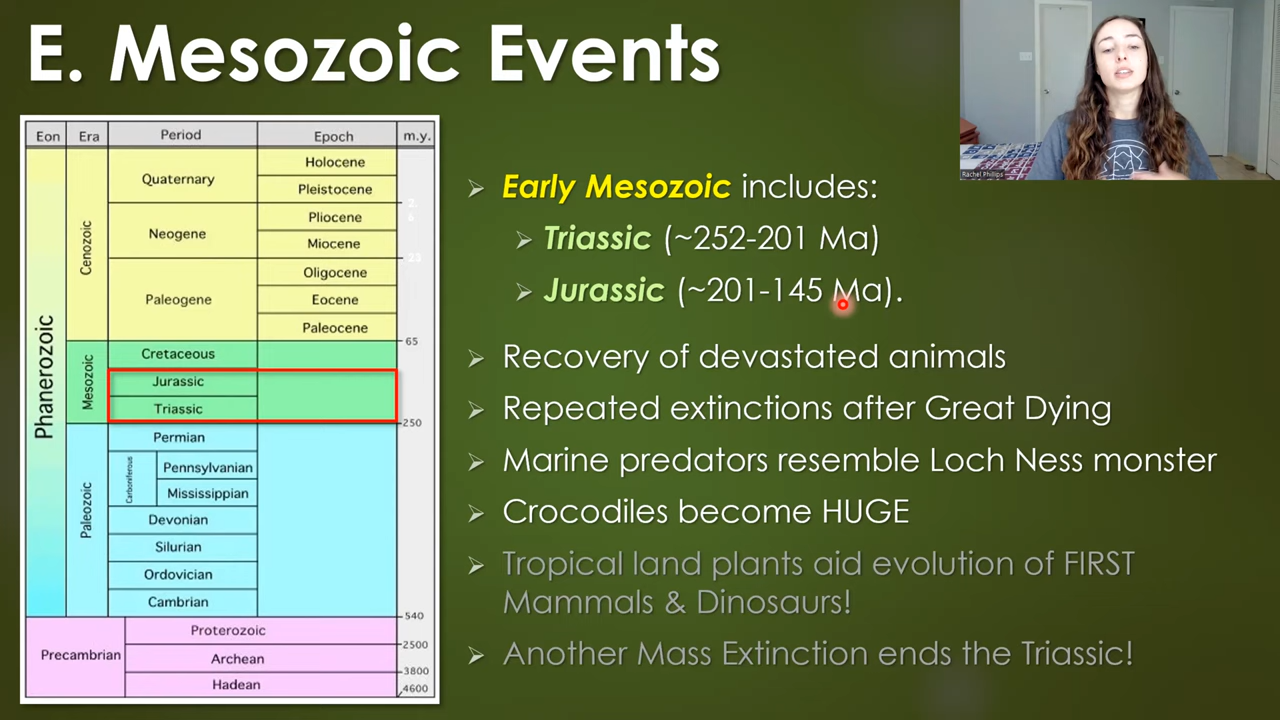 E. Mesozoic Events
Rachel Phillips
Eon Era Period Epoch m.y.
Phanerozoic
Cenozoic
Quaternary
Holocene
Pleistocene
2.
6
Neogene
Pliocene
Miocene
23
Paleogene
Oligocene
Eocene
Paleocene
65
Mesozoic
Cretaceous
Jurassic
Triassic
250
Paleozoic
Permian
Carboniferous
Pennsylvanian
Mississippian
Devonian
Silurian
Ordovician
Cambrian
540
Precambrian
Proterozoic
2500
Archean
3800
Hadean
4600
➢ Early Mesozoic includes:
➢ Triassic (~252-201 Ma)
➢ Jurassic (~201-145 Ma).
➢ Recovery of devastated animals
➢ Repeated extinctions after Great Dying
➢ Marine predators resemble Loch Ness monster
➢ Crocodiles become HUGE
➢ Tropical land plants aid evolution of FIRST
Mammals & Dinosaurs!
➢ Another Mass Extinction ends the Triassic!